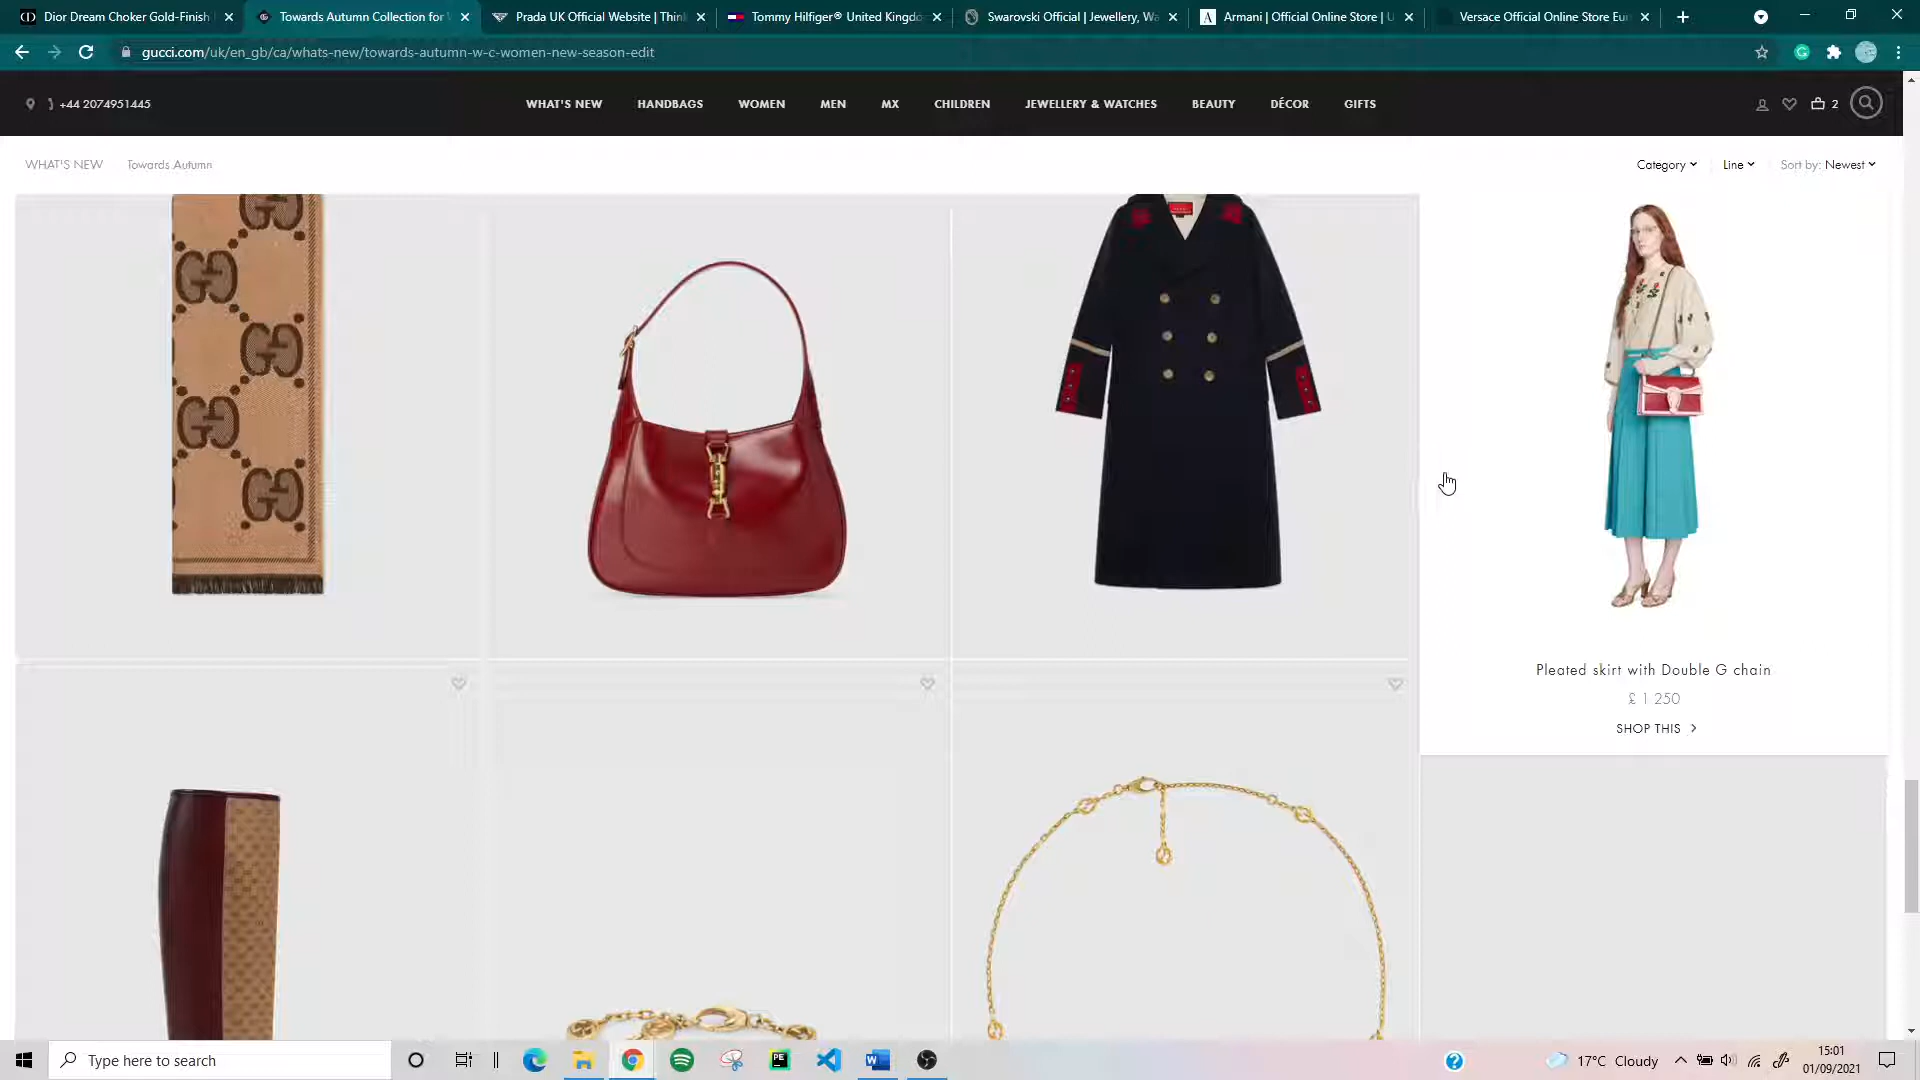 Dior Dream Choker Gold-Finish
Towards Autumn Collection for
Prada UK Official Website | Thin
Tommy Hilfiger® United Kingdo
Swarovski Official | Jewellery, Wa
Armani | Official Online Store | U
Versace Official Online Store Eur
gucci.com/uk/en_gb/ca/whats-new/towards-autumn-w-c-women-new-season-edit
+44 2074951445
WHAT'S NEW HANDBAGS WOMEN MEN MX CHILDREN JEWELLERY & WATCHES BEAUTY DÉCOR GIFTS
2
WHAT'S NEW Towards Autumn
Category Line Sort by: Newest
Pleated skirt with Double G chain
£ 1 250
SHOP THIS
Type here to search
17°C Cloudy
15:01
01/09/2021